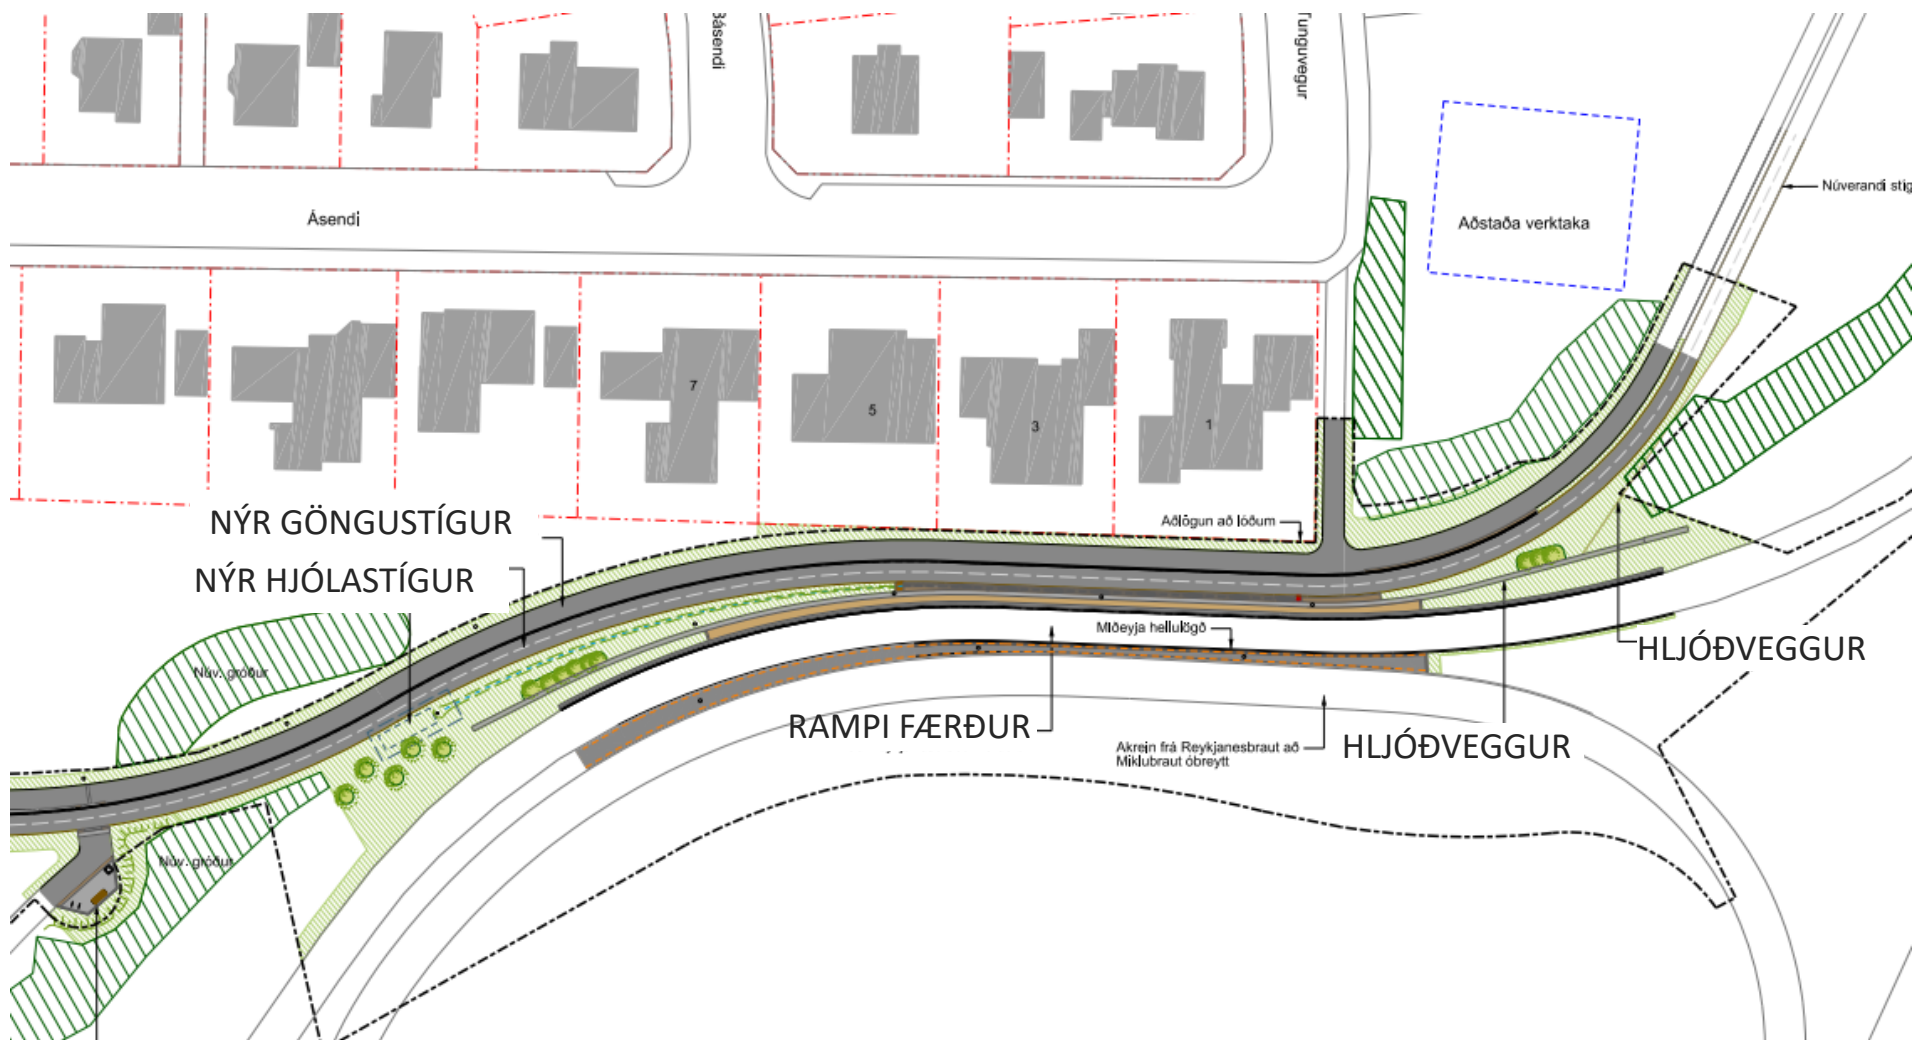 Básendi
Tunguvegur
Núverandi stíg
Aðstaða verktaka
Ásendi
7
5
3
1
NÝR GÖNGUSTÍGUR
Aðlögun að lóðum
NÝR HJÓLASTÍGUR
Miðeyja hellulögð
HLJÓÐVEGGUR
Núv. gróður
RAMPI FÆRÐUR
HLJÓÐVEGGUR
Akrein frá Reykjanesbraut að
Miklubraut óbreytt
Núv. gróður